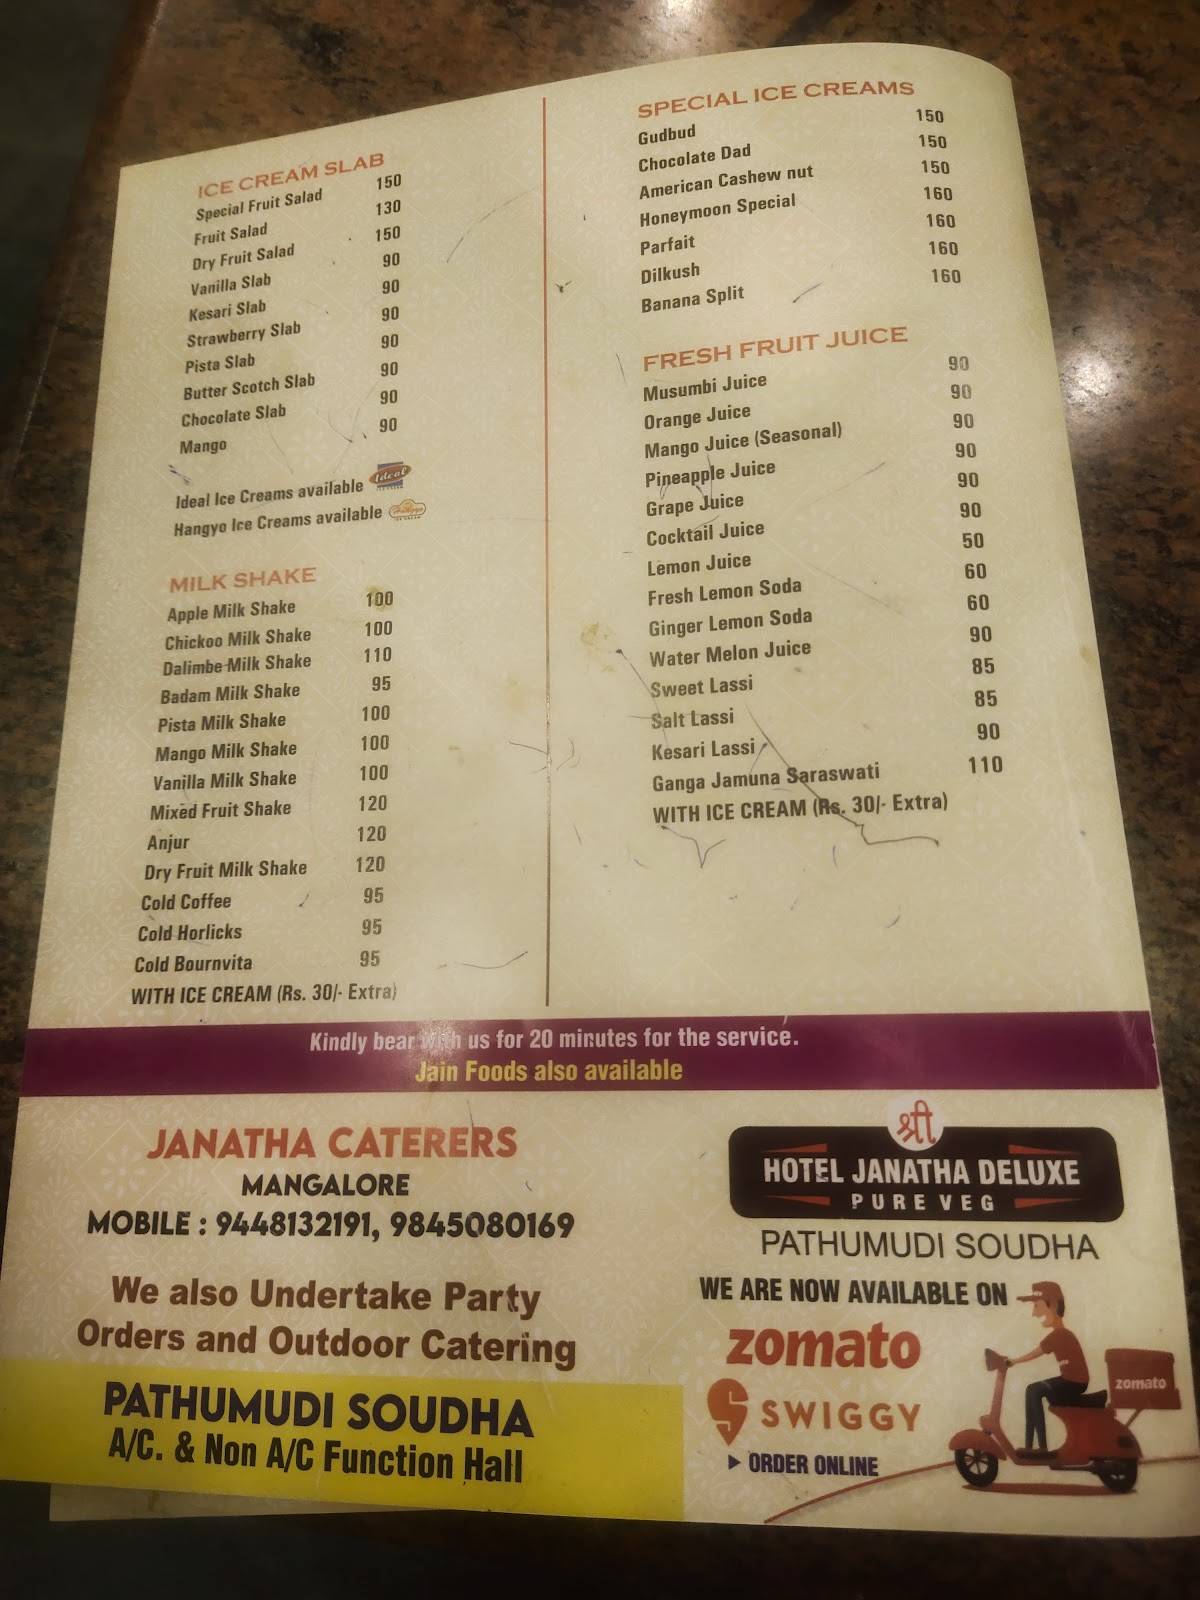 ICE CREAM SLAB
Special Fruit Salad 150
Fruit Salad 130
Dry Fruit Salad 150
Vanilla Slab 90
Kesari Slab 90
Strawberry Slab 90
Pista Slab 90
Butter Scotch Slab 90
Chocolate Slab 90
Mango 90
Ideal Ice Creams available Ideal
Hangyo Ice Creams available Hangyo
MILK SHAKE
Apple Milk Shake 100
Chickoo Milk Shake 100
Dalimbe Milk Shake 110
Badam Milk Shake 95
Pista Milk Shake 100
Mango Milk Shake 100
Vanilla Milk Shake 100
Mixed Fruit Shake 120
Anjur 120
Dry Fruit Milk Shake 120
Cold Coffee 95
Cold Horlicks 95
Cold Bournvita 95
WITH ICE CREAM (Rs. 30/- Extra)
SPECIAL ICE CREAMS
Gudbud 150
Chocolate Dad 150
American Cashew nut 150
Honeymoon Special 160
Parfait 160
Dilkush 160
Banana Split 160
FRESH FRUIT JUICE
Musumbi Juice 90
Orange Juice 90
Mango Juice (Seasonal) 90
Pineapple Juice 90
Grape Juice 90
Cocktail Juice 90
Lemon Juice 50
Fresh Lemon Soda 60
Ginger Lemon Soda 60
Water Melon Juice 90
Sweet Lassi 85
Salt Lassi 85
Kesari Lassi 90
Ganga Jamuna Saraswati 110
WITH ICE CREAM (Rs. 30/- Extra)
Kindly bear with us for 20 minutes for the service.
Jain Foods also available
JANATHA CATERERS
MANGALORE
MOBILE : 9448132191, 9845080169
We also Undertake Party
Orders and Outdoor Catering
PATHUMUDI SOUDHA
A/C. & Non A/C Function Hall
श्री
HOTEL JANATHA DELUXE
PURE VEG
PATHUMUDI SOUDHA
WE ARE NOW AVAILABLE ON
zomato
zomato
SWIGGY
ORDER ONLINE